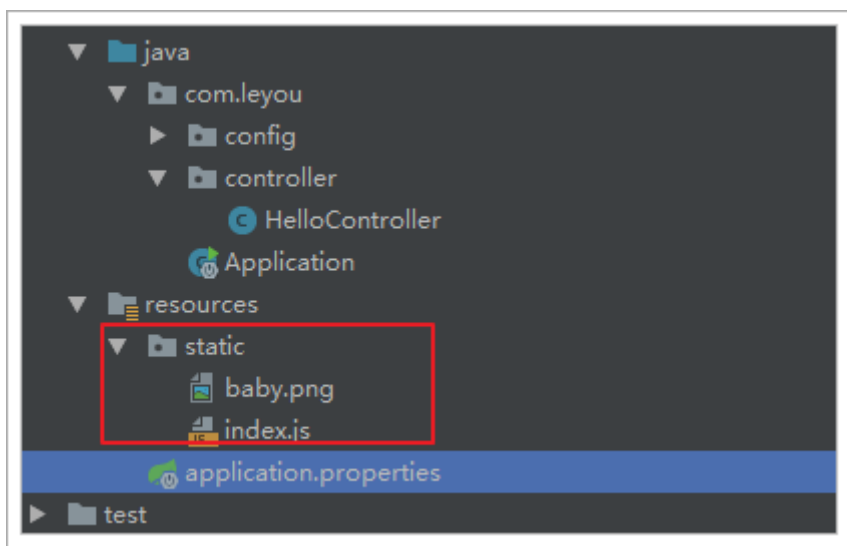 java
com.leyou
config
controller
HelloController
Application
resources
static
baby.png
index.js
application.properties
test